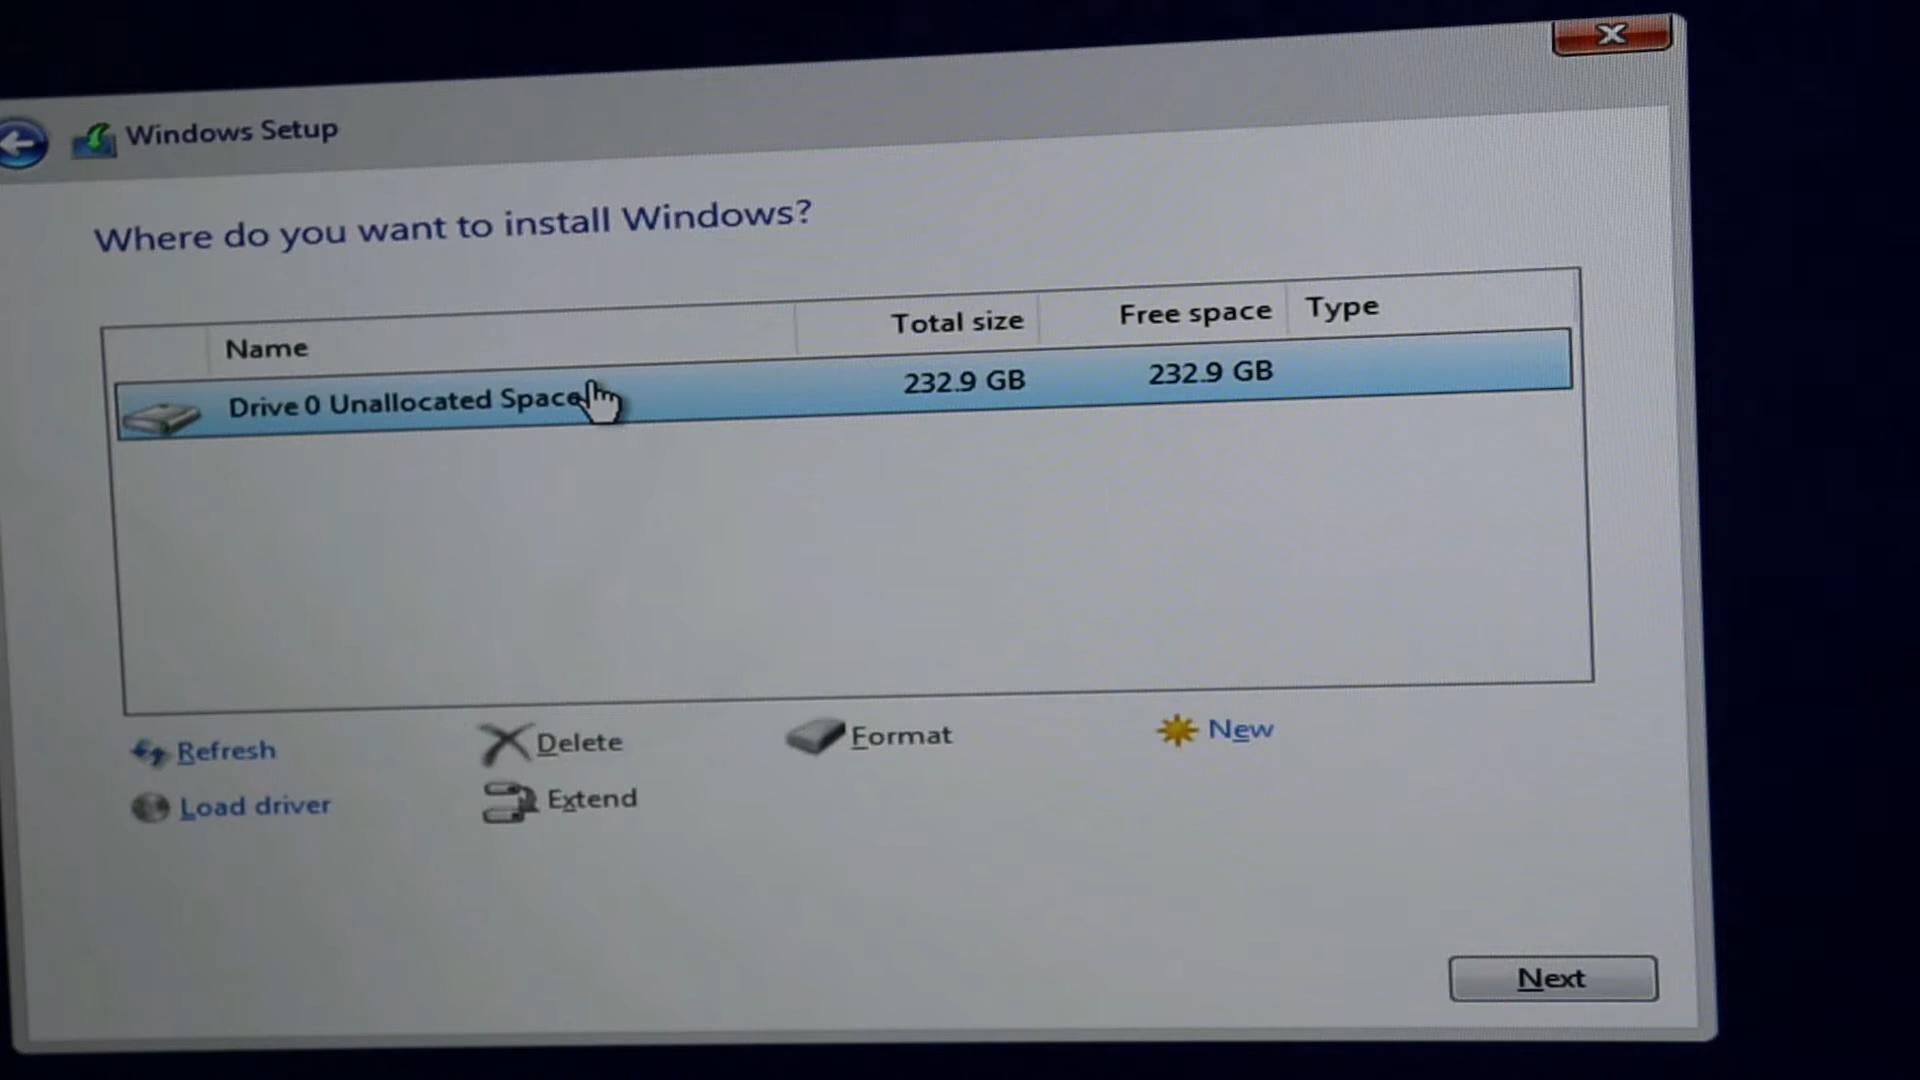 Windows Setup
Where do you want to install Windows?
Name Total size Free space Type
Drive 0 Unallocated Space 232.9 GB 232.9 GB
Refresh Delete Format New
Load driver Extend
Next